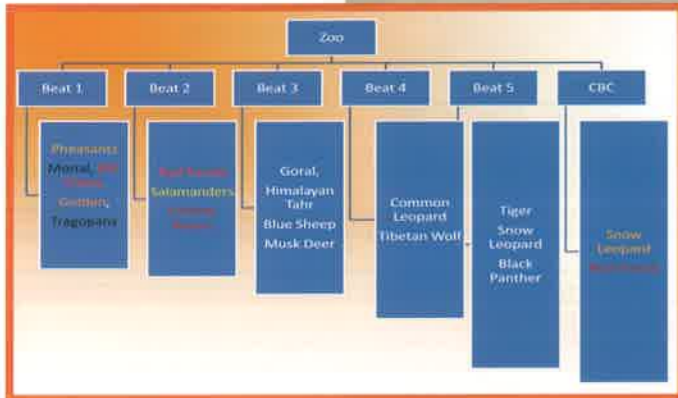 Zoo
Beat 1
Beat 2
Beat 3
Beat 4
Beat 5
CBC
Pheasants
Monal,
Golden,
Tragopans
Salamanders
Goral,
Himalayan
Tahr
Blue Sheep
Musk Deer
Common
Leopard
Tibetan Wolf
Tiger
Snow
Leopard
Black
Panther
Snow
Leopard